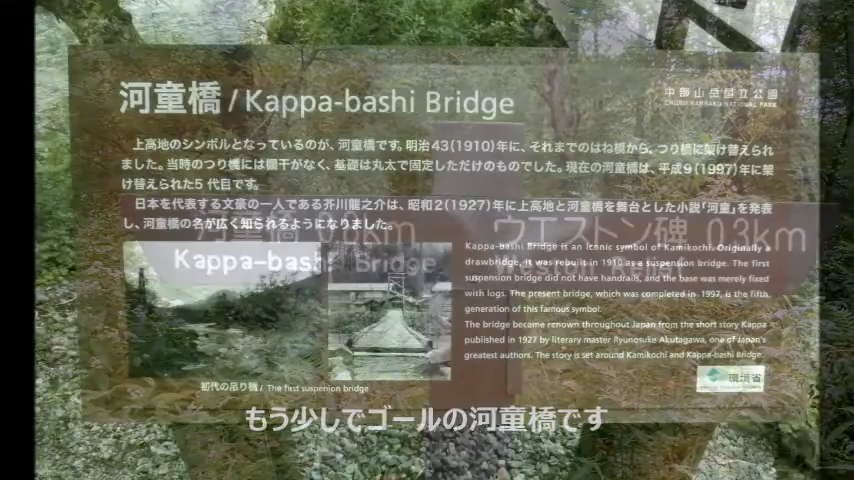 河童橋 / Kappa-bashi Bridge
中部山岳国立公園
CHUBU SANGAKU NATIONAL PARK
上高地のシンボルとなっているのが、河童橋です。明治43(1910)年に、それまでのはね橋から、つり橋に架け替えられ
ました。当時のつり橋には欄干がなく、基礎は丸太で固定しただけのものでした。現在の河童橋は、平成9(1997)年に架
け替えられた5 代目です。
日本を代表する文豪の一人である芥川龍之介は、昭和2(1927)年に上高地と河童橋を舞台とした小説「河童」を発表
し、河童橋の名が広く知られるようになりました。
河童橋
km
ウエストン碑 0.3km
Kappa-bashi Bridge
Weston Relief
Kappa-bashi Bridge is an iconic symbol of Kamikochi. Originally a
drawbridge, it was rebuilt in 1910 as a suspension bridge. The first
suspension bridge did not have handrails, and the base was merely fixed
with logs. The present bridge, which was completed in 1997, is the fifth
generation of this famous symbol.
The bridge became renown throughout Japan from the short story Kappa
published in 1927 by literary master Ryunosuke Akutagawa, one of Japan's
greatest authors. The story is set around Kamikochi and Kappa-bashi Bridge.
初代の吊り橋 / The first suspenion bridge
環境省
もう少しでゴールの河童橋です